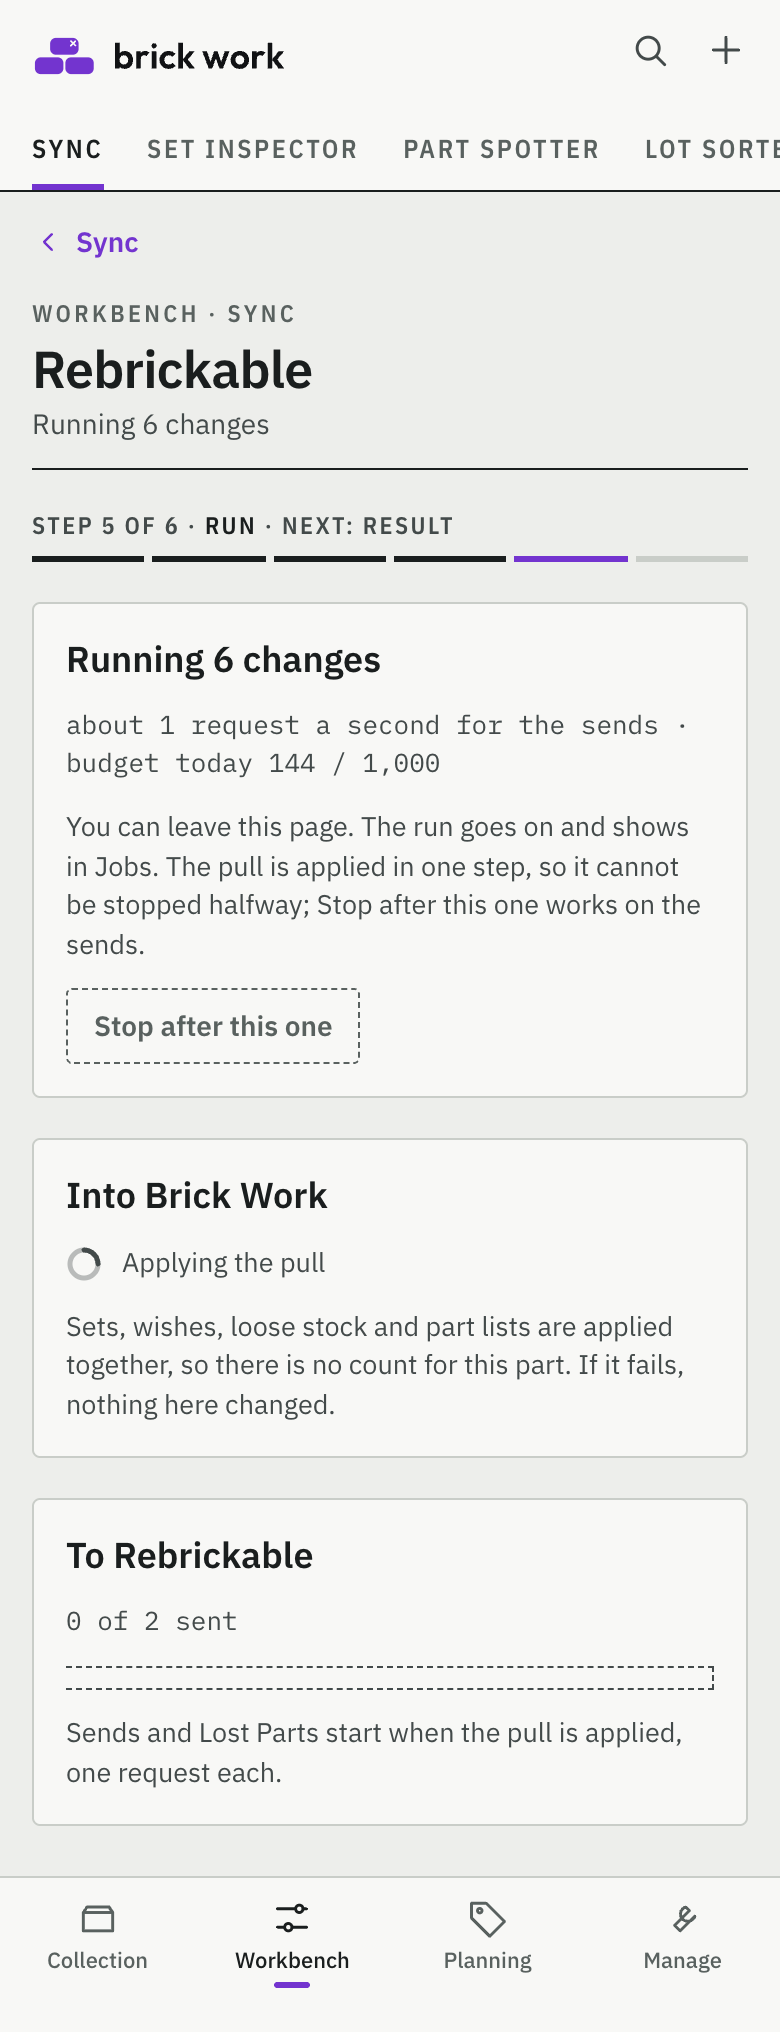 brick work
SYNC SET INSPECTOR PART SPOTTER LOT SORTE
Sync
WORKBENCH · SYNC
Rebrickable
Running 6 changes
STEP 5 OF 6 · RUN · NEXT: RESULT
Running 6 changes
about 1 request a second for the sends ·
budget today 144 / 1,000
You can leave this page. The run goes on and shows
in Jobs. The pull is applied in one step, so it cannot
be stopped halfway; Stop after this one works on the
sends.
Stop after this one
Into Brick Work
Applying the pull
Sets, wishes, loose stock and part lists are applied
together, so there is no count for this part. If it fails,
nothing here changed.
To Rebrickable
0 of 2 sent
Sends and Lost Parts start when the pull is applied,
one request each.
Collection Workbench Planning Manage